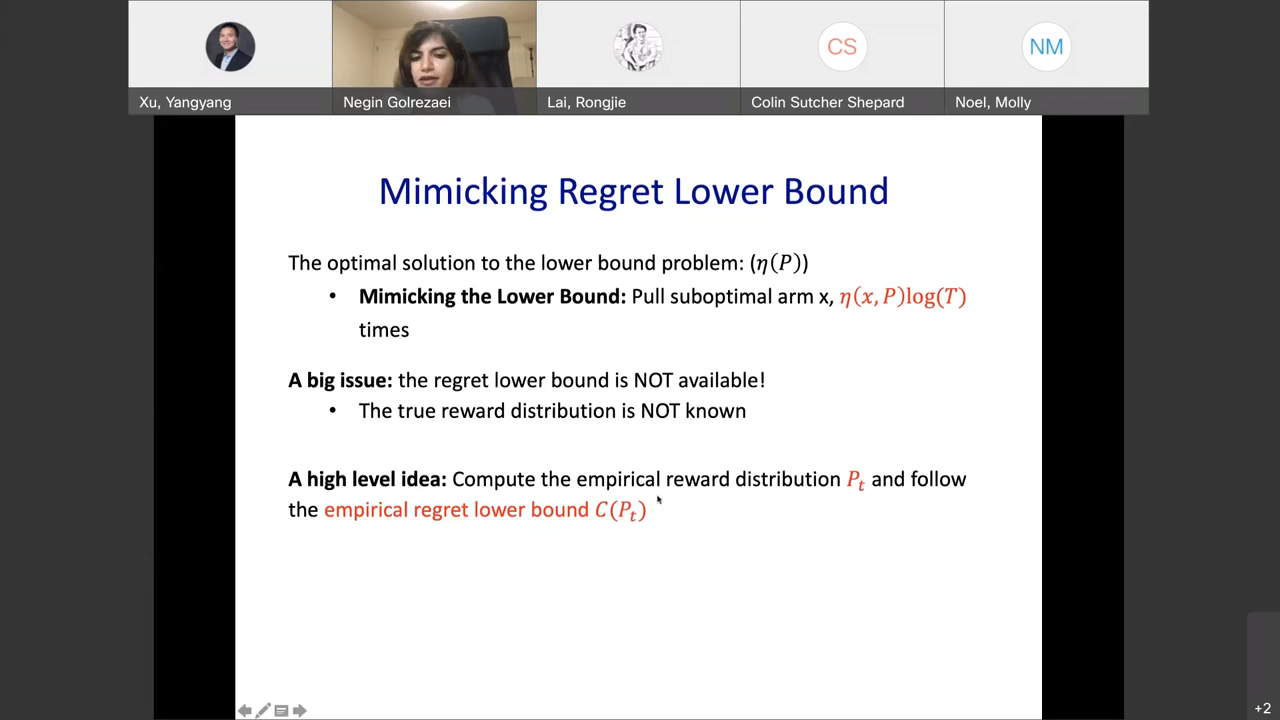 Xu, Yangyang
Negin Golrezaei
Lai, Rongjie
CS
Colin Sutcher Shepard
NM
Noel, Molly
Mimicking Regret Lower Bound
The optimal solution to the lower bound problem: (η(P))
• Mimicking the Lower Bound: Pull suboptimal arm x, η(x, P)log(T)
times
A big issue: the regret lower bound is NOT available!
• The true reward distribution is NOT known
A high level idea: Compute the empirical reward distribution Pₜ and follow
the empirical regret lower bound C(Pₜ)
+2